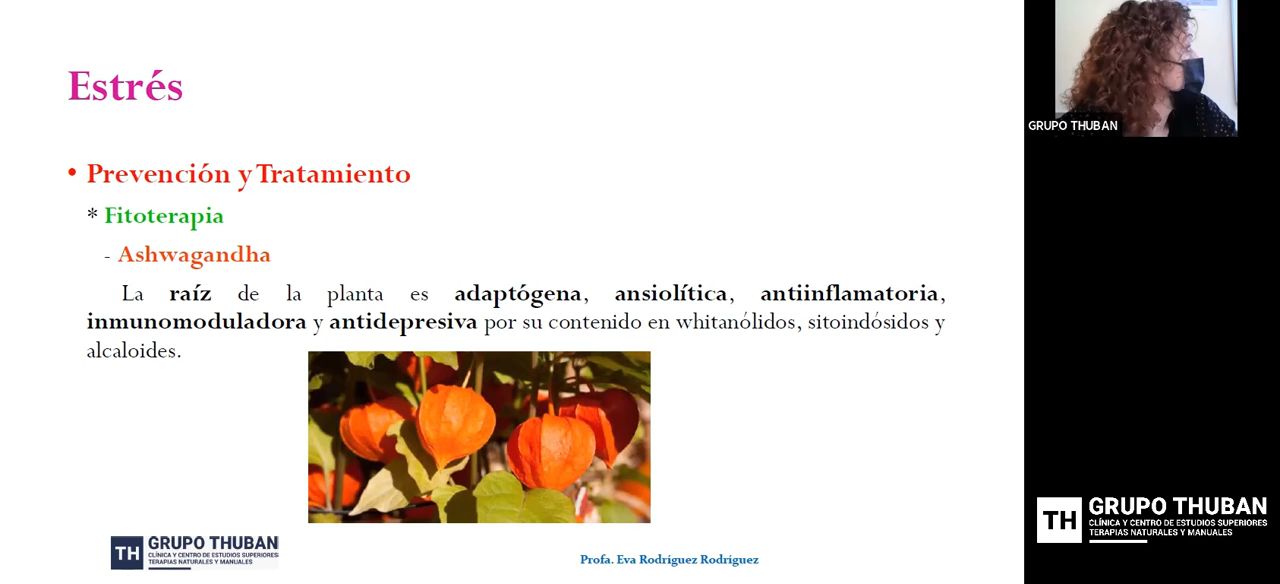 Estrés
• Prevención y Tratamiento
* Fitoterapia
- Ashwagandha
La raíz de la planta es adaptógena, ansiolítica, antiinflamatoria,
inmunomoduladora y antidepresiva por su contenido en whitanólidos, sitoindósidos y
alcaloides.
TH GRUPO THUBAN
CLÍNICA Y CENTRO DE ESTUDIOS SUPERIORES
TERAPIAS NATURALES Y MANUALES
Profa. Eva Rodríguez Rodríguez
GRUPO THUBAN
TH GRUPO THUBAN
CLÍNICA Y CENTRO DE ESTUDIOS SUPERIORES
TERAPIAS NATURALES Y MANUALES